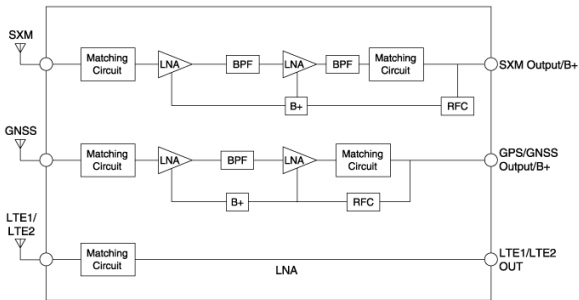 SXM
Matching
Circuit
LNA
BPF
LNA
BPF
Matching
Circuit
SXM Output/B+
B+
RFC
GNSS
Matching
Circuit
LNA
BPF
LNA
Matching
Circuit
GPS/GNSS
Output/B+
B+
RFC
LTE1/
LTE2
Matching
Circuit
LNA
LTE1/LTE2
OUT